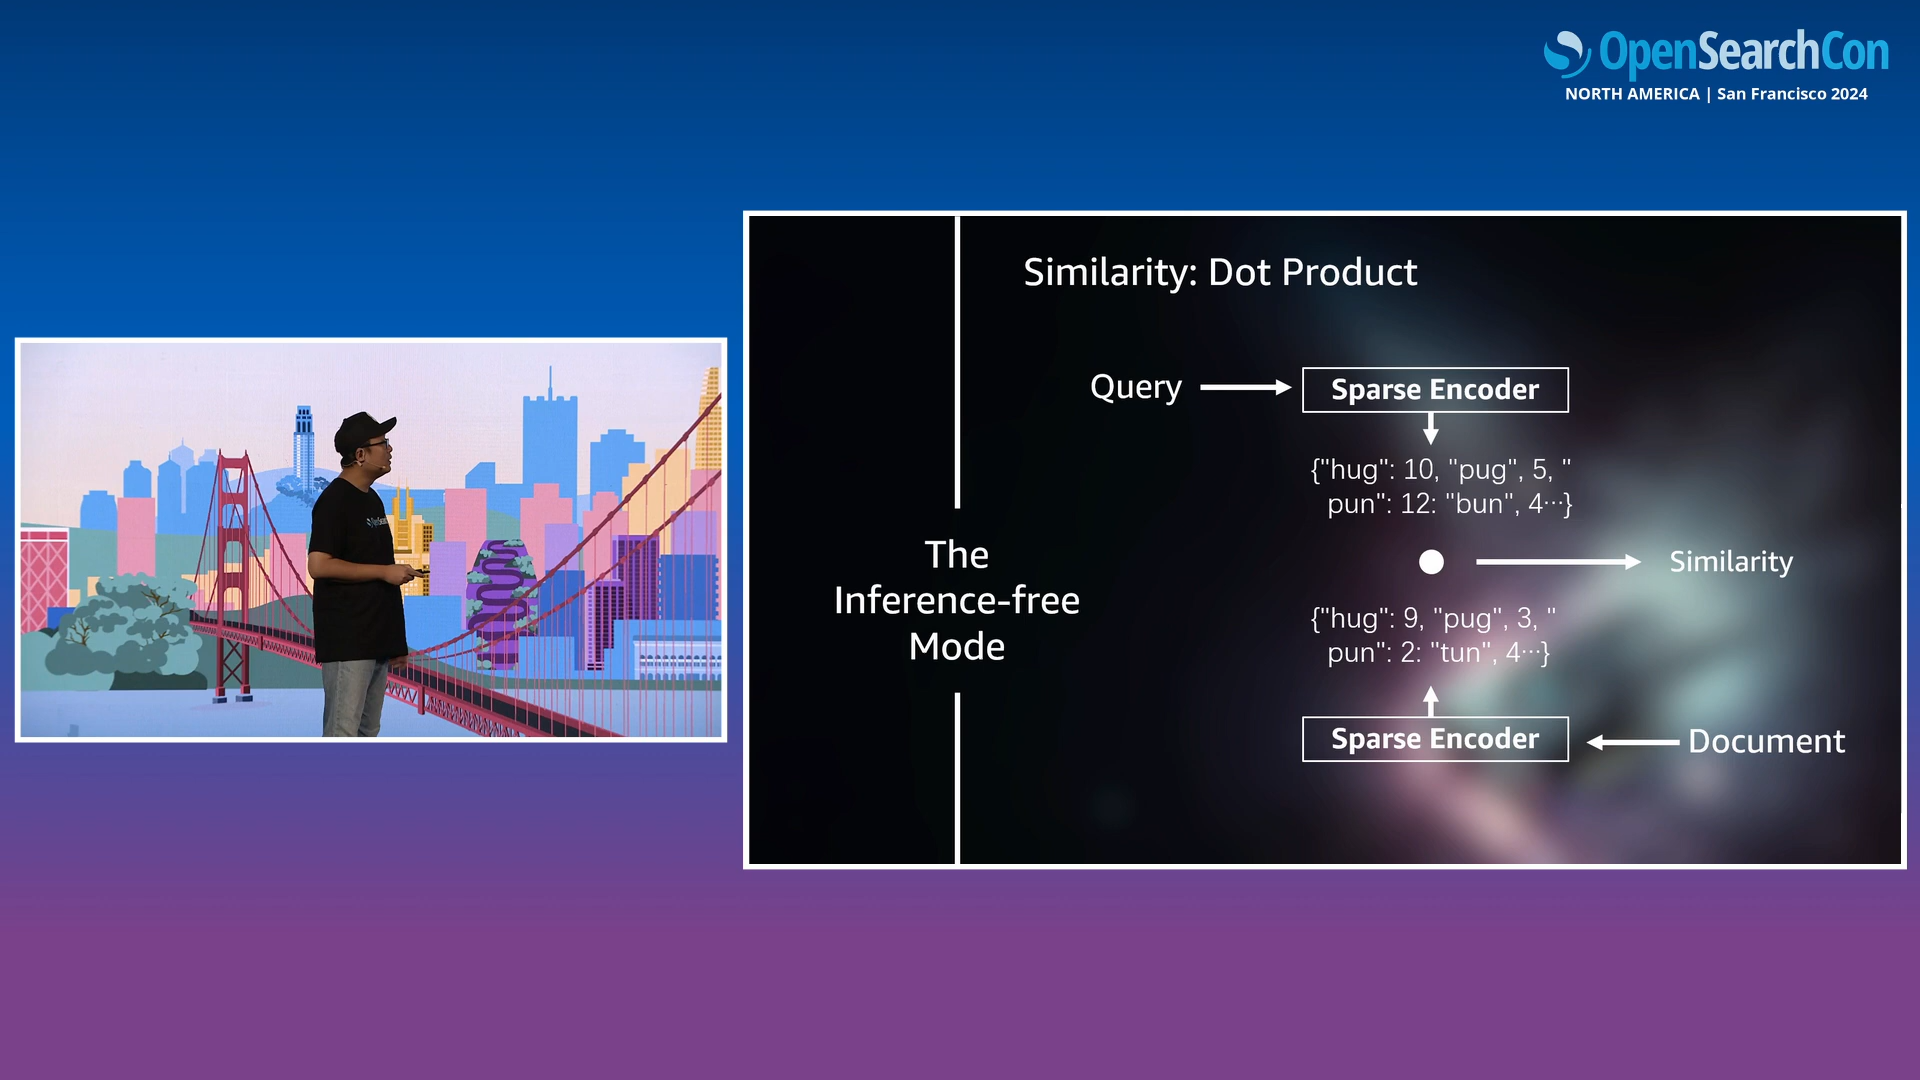 OpenSearchCon
NORTH AMERICA | San Francisco 2024
Similarity: Dot Product
Query
Sparse Encoder
{"hug": 10, "pug", 5, "
pun": 12: "bun", 4···}
The
Inference-free
Mode
Similarity
{"hug": 9, "pug", 3, "
pun": 2: "tun", 4···}
Sparse Encoder
Document